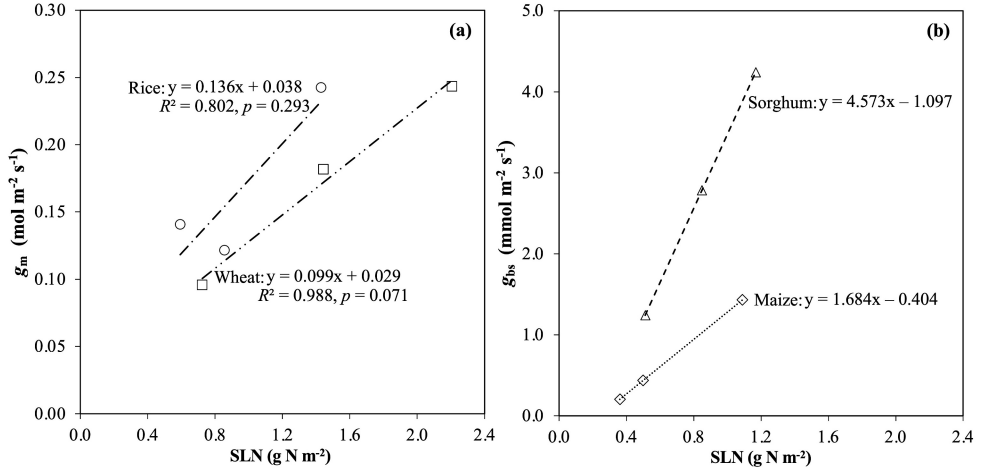 (a)
0.30
0.25
0.20
0.15
0.10
0.05
0.00
gₘ (mol m⁻² s⁻¹)
Rice: y = 0.136x + 0.038
R² = 0.802, p = 0.293
Wheat: y = 0.099x + 0.029
R² = 0.988, p = 0.071
0.0 0.4 0.8 1.2 1.6 2.0 2.4
SLN (g N m⁻²)
(b)
5.0
4.0
3.0
2.0
1.0
0.0
g_bs (mmol m⁻² s⁻¹)
Sorghum: y = 4.573x – 1.097
Maize: y = 1.684x – 0.404
0.0 0.4 0.8 1.2 1.6 2.0 2.4
SLN (g N m⁻²)